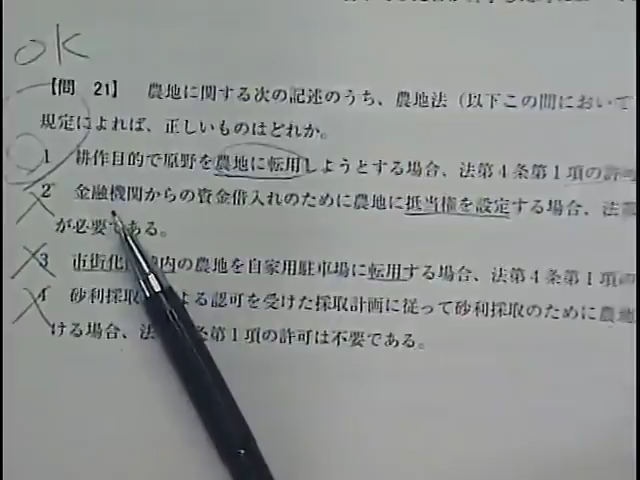 OK
【問 21】 農地に関する次の記述のうち、農地法（以下この問において
規定によれば、正しいものはどれか。
1 耕作目的で原野を農地に転用しようとする場合、法第4条第1項の許可
2 金融機関からの資金借入れのために農地に抵当権を設定する場合、法
が必要である。
3 市街化 内の農地を自家用駐車場に転用する場合、法第4条第1項の
4 砂利採取 よる認可を受けた採取計画に従って砂利採取のために農地
ける場合、法 条第1項の許可は不要である。